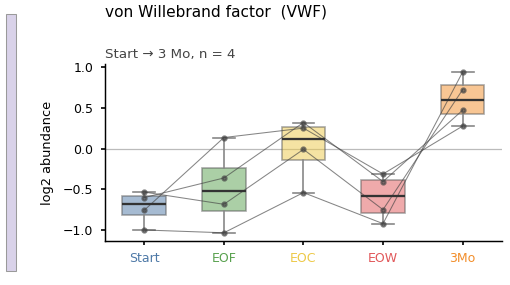 von Willebrand factor (VWF)
Start → 3 Mo, n = 4
log2 abundance
1.0
0.5
0.0
−0.5
−1.0
Start EOF EOC EOW 3Mo